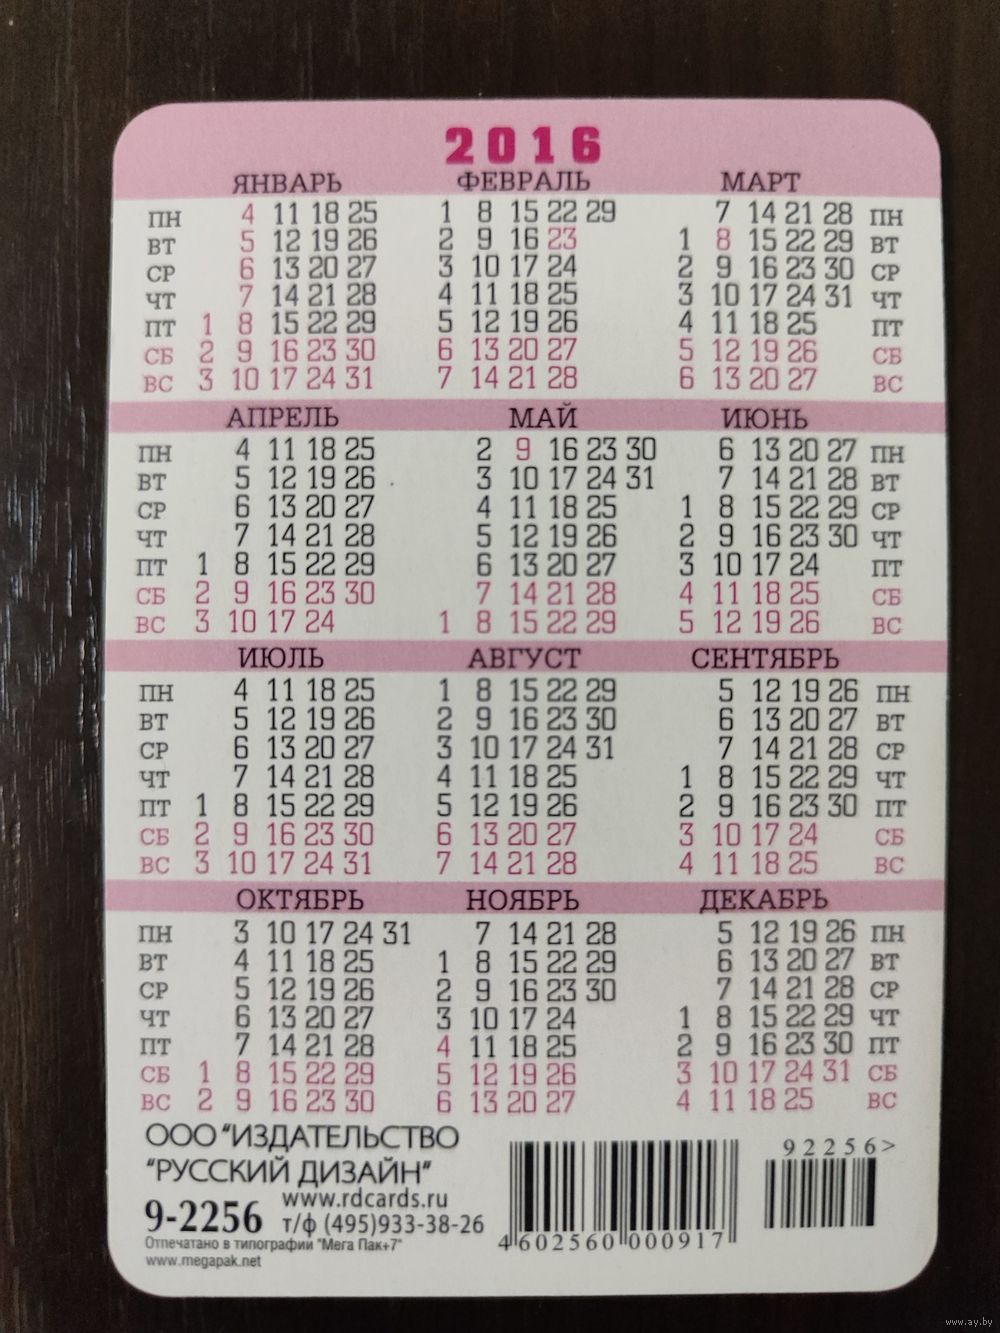 2016
ЯНВАРЬ ФЕВРАЛЬ МАРТ
ПН 4 11 18 25 1 8 15 22 29 7 14 21 28 ПН
ВТ 5 12 19 26 2 9 16 23 1 8 15 22 29 ВТ
СР 6 13 20 27 3 10 17 24 2 9 16 23 30 СР
ЧТ 7 14 21 28 4 11 18 25 3 10 17 24 31 ЧТ
ПТ 1 8 15 22 29 5 12 19 26 4 11 18 25 ПТ
СБ 2 9 16 23 30 6 13 20 27 5 12 19 26 СБ
ВС 3 10 17 24 31 7 14 21 28 6 13 20 27 ВС
АПРЕЛЬ МАЙ ИЮНЬ
ПН 4 11 18 25 2 9 16 23 30 6 13 20 27 ПН
ВТ 5 12 19 26 3 10 17 24 31 7 14 21 28 ВТ
СР 6 13 20 27 4 11 18 25 1 8 15 22 29 СР
ЧТ 7 14 21 28 5 12 19 26 2 9 16 23 30 ЧТ
ПТ 1 8 15 22 29 6 13 20 27 3 10 17 24 ПТ
СБ 2 9 16 23 30 7 14 21 28 4 11 18 25 СБ
ВС 3 10 17 24 1 8 15 22 29 5 12 19 26 ВС
ИЮЛЬ АВГУСТ СЕНТЯБРЬ
ПН 4 11 18 25 1 8 15 22 29 5 12 19 26 ПН
ВТ 5 12 19 26 2 9 16 23 30 6 13 20 27 ВТ
СР 6 13 20 27 3 10 17 24 31 7 14 21 28 СР
ЧТ 7 14 21 28 4 11 18 25 1 8 15 22 29 ЧТ
ПТ 1 8 15 22 29 5 12 19 26 2 9 16 23 30 ПТ
СБ 2 9 16 23 30 6 13 20 27 3 10 17 24 СБ
ВС 3 10 17 24 31 7 14 21 28 4 11 18 25 ВС
ОКТЯБРЬ НОЯБРЬ ДЕКАБРЬ
ПН 3 10 17 24 31 7 14 21 28 5 12 19 26 ПН
ВТ 4 11 18 25 1 8 15 22 29 6 13 20 27 ВТ
СР 5 12 19 26 2 9 16 23 30 7 14 21 28 СР
ЧТ 6 13 20 27 3 10 17 24 1 8 15 22 29 ЧТ
ПТ 7 14 21 28 4 11 18 25 2 9 16 23 30 ПТ
СБ 1 8 15 22 29 5 12 19 26 3 10 17 24 31 СБ
ВС 2 9 16 23 30 6 13 20 27 4 11 18 25 ВС
ООО "ИЗДАТЕЛЬСТВО
"РУССКИЙ ДИЗАЙН"
www.rdcards.ru
9-2256 т/ф (495)933-38-26
Отпечатано в типографии "Мега Пак+7"
www.megapak.net
4 602560 000917
92256>
www.ay.by